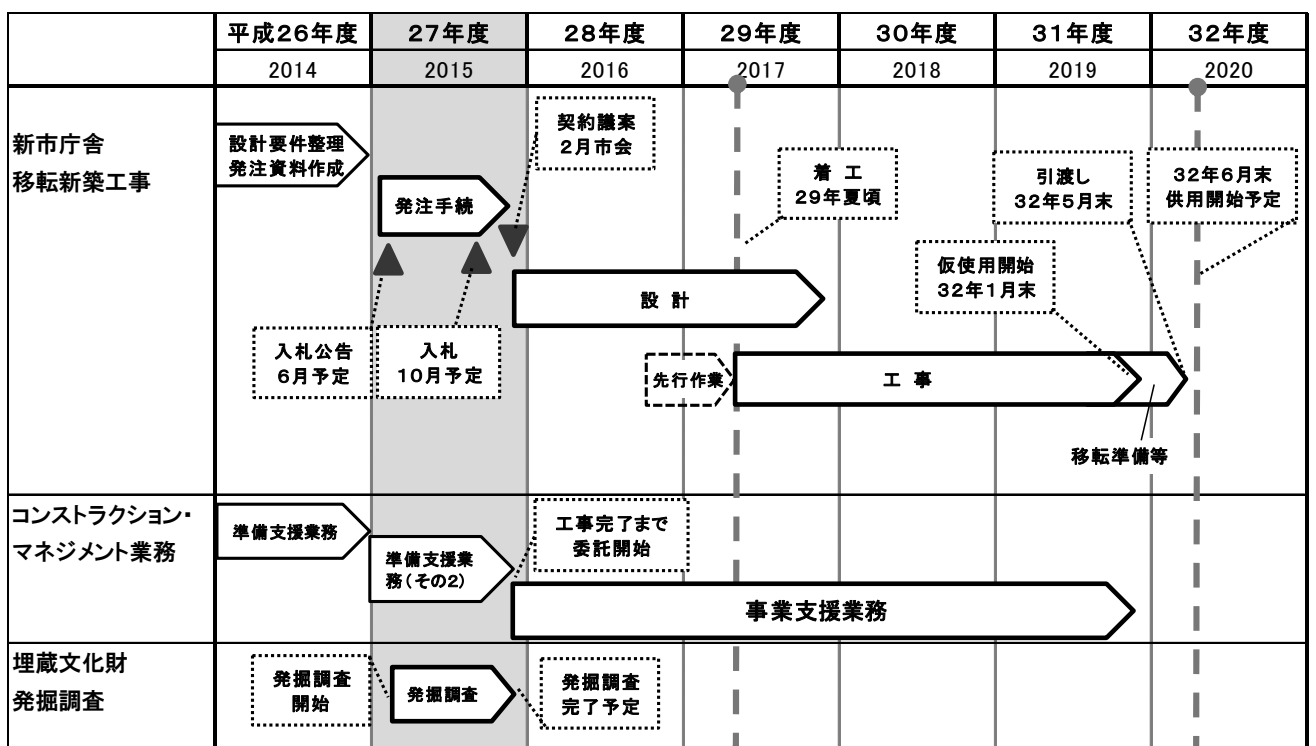 平成26年度 27年度 28年度 29年度 30年度 31年度 32年度
2014 2015 2016 2017 2018 2019 2020
新市庁舎
移転新築工事
設計要件整理
発注資料作成
発注手続
契約議案
2月市会
着 工
29年夏頃
引渡し
32年5月末
32年6月末
供用開始予定
仮使用開始
32年1月末
設 計
入札公告
6月予定
入札
10月予定
先行作業
工 事
移転準備等
コンストラクション・
マネジメント業務
準備支援業務
準備支援業
務(その2)
工事完了まで
委託開始
事業支援業務
埋蔵文化財
発掘調査
発掘調査
開始
発掘調査
発掘調査
完了予定